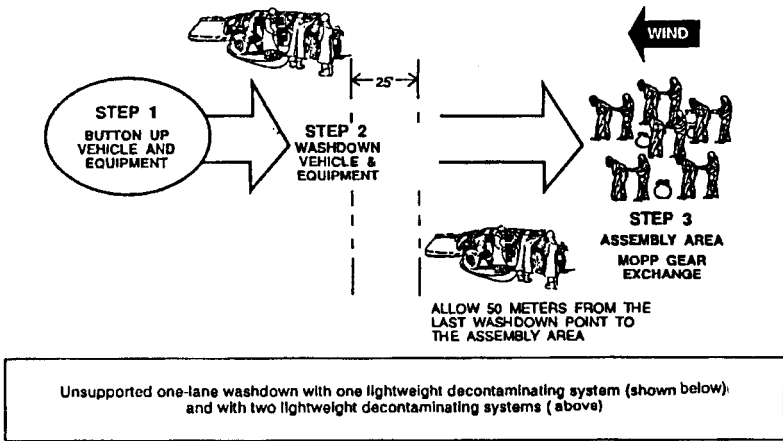 WIND
25'
STEP 1
BUTTON UP
VEHICLE AND
EQUIPMENT
STEP 2
WASHDOWN
VEHICLE &
EQUIPMENT
STEP 3
ASSEMBLY AREA
MOPP GEAR
EXCHANGE
ALLOW 50 METERS FROM THE
LAST WASHDOWN POINT TO
THE ASSEMBLY AREA
Unsupported one-lane washdown with one lightweight decontaminating system (shown below)
and with two lightweight decontaminating systems (above)